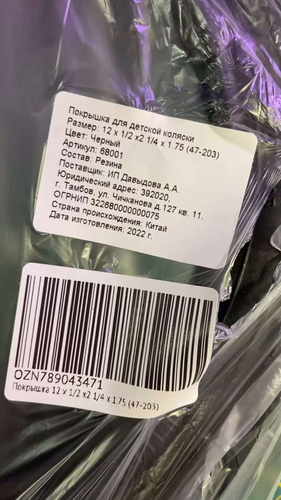 Покрышка для детской коляски
Размер: 12 x 1/2 x2 1/4 x 1.75 (47-203)
Цвет: Черный
Артикул: 68001
Состав: Резина
Поставщик: ИП Давыдова А.А.
Юридический адрес: 392020,
г. Тамбов, ул. Чичканова д.127 кв. 11.
ОГРНИП 322680000000075
Страна происхождения: Китай
Дата изготовления: 2022 г.
OZN789043471
Покрышка 12 x 1/2 x2 1/4 x 1.75 (47-203)